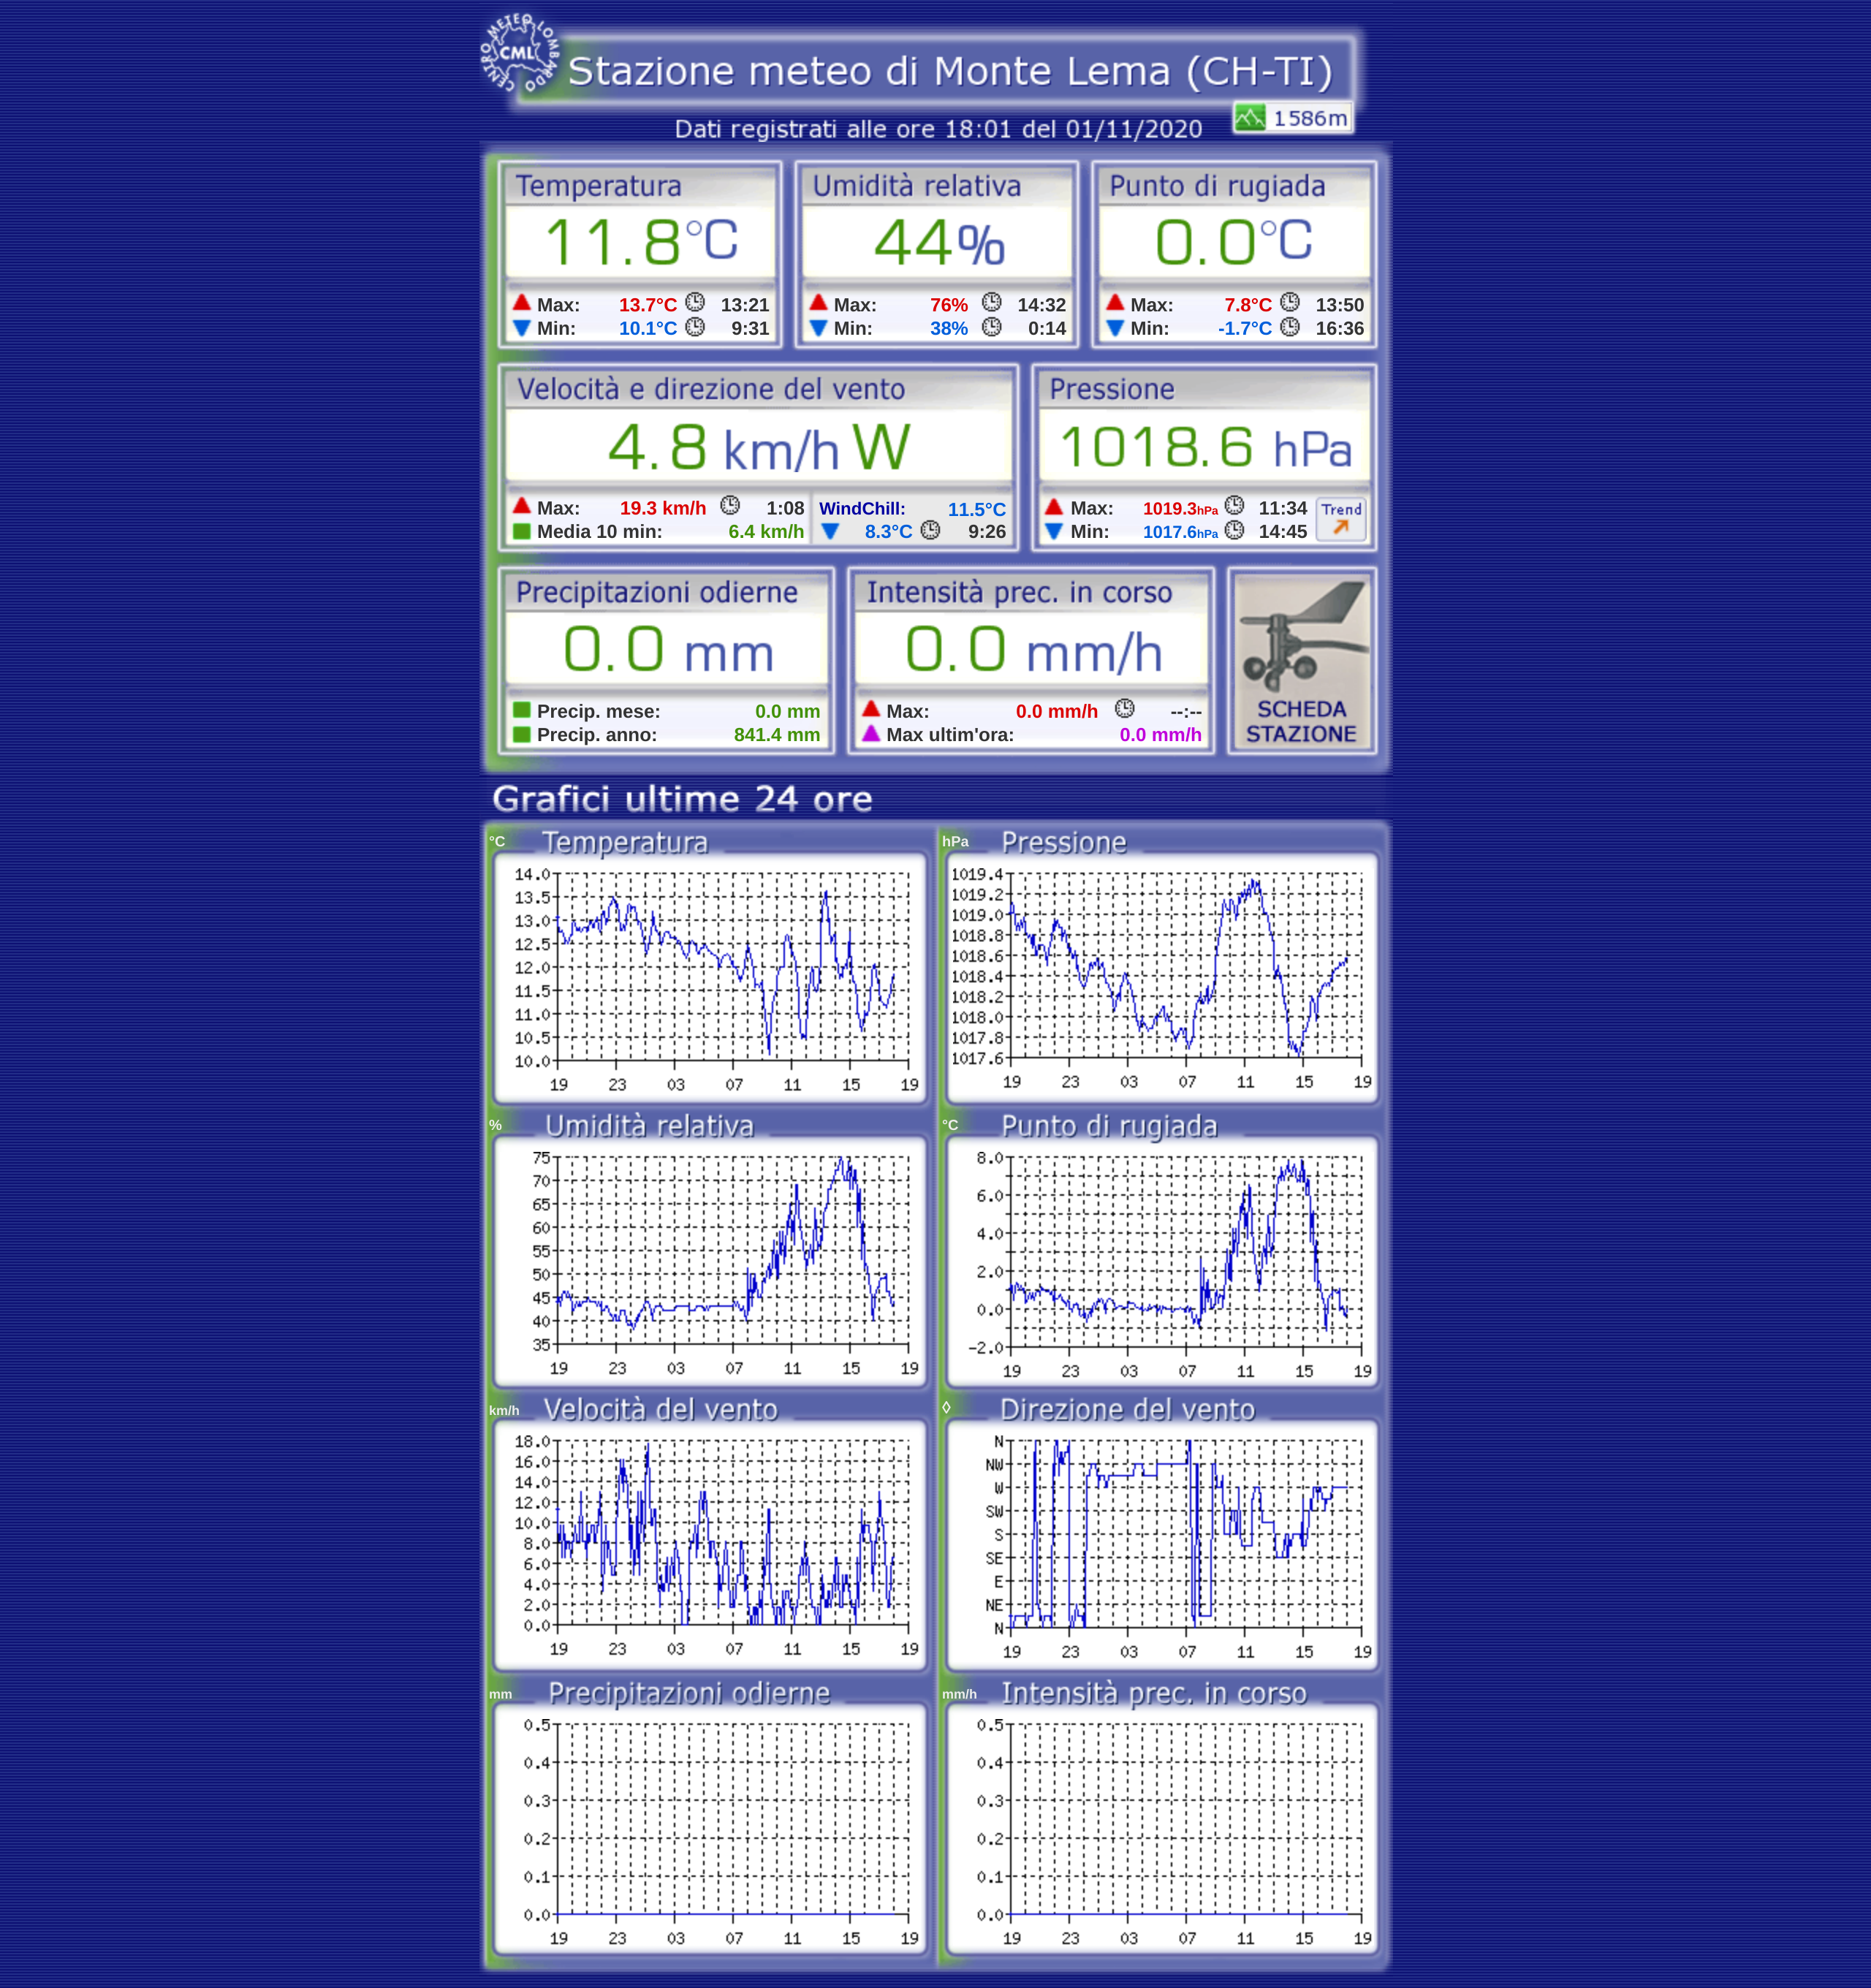 CENTRO METEO LOMBARDO
CML
Stazione meteo di Monte Lema (CH-TI)
1586m
Dati registrati alle ore 18:01 del 01/11/2020
Temperatura
11.8°C
Max: 13.7°C 13:21
Min: 10.1°C 9:31
Umidità relativa
44%
Max: 76% 14:32
Min: 38% 0:14
Punto di rugiada
0.0°C
Max: 7.8°C 13:50
Min: -1.7°C 16:36
Velocità e direzione del vento
4.8 km/h W
Max: 19.3 km/h 1:08
Media 10 min: 6.4 km/h
WindChill: 11.5°C
8.3°C 9:26
Pressione
1018.6 hPa
Max: 1019.3hPa 11:34
Min: 1017.6hPa 14:45
Trend
Precipitazioni odierne
0.0 mm
Precip. mese: 0.0 mm
Precip. anno: 841.4 mm
Intensità prec. in corso
0.0 mm/h
Max: 0.0 mm/h --:--
Max ultim'ora: 0.0 mm/h
SCHEDA
STAZIONE
Grafici ultime 24 ore
°C Temperatura
14.0
13.5
13.0
12.5
12.0
11.5
11.0
10.5
10.0
19 23 03 07 11 15 19
hPa Pressione
1019.4
1019.2
1019.0
1018.8
1018.6
1018.4
1018.2
1018.0
1017.8
1017.6
19 23 03 07 11 15 19
% Umidità relativa
75
70
65
60
55
50
45
40
35
19 23 03 07 11 15 19
°C Punto di rugiada
8.0
6.0
4.0
2.0
0.0
-2.0
19 23 03 07 11 15 19
km/h Velocità del vento
18.0
16.0
14.0
12.0
10.0
8.0
6.0
4.0
2.0
0.0
19 23 03 07 11 15 19
◊ Direzione del vento
N
NW
W
SW
S
SE
E
NE
N
19 23 03 07 11 15 19
mm Precipitazioni odierne
0.5
0.4
0.3
0.2
0.1
0.0
19 23 03 07 11 15 19
mm/h Intensità prec. in corso
0.5
0.4
0.3
0.2
0.1
0.0
19 23 03 07 11 15 19